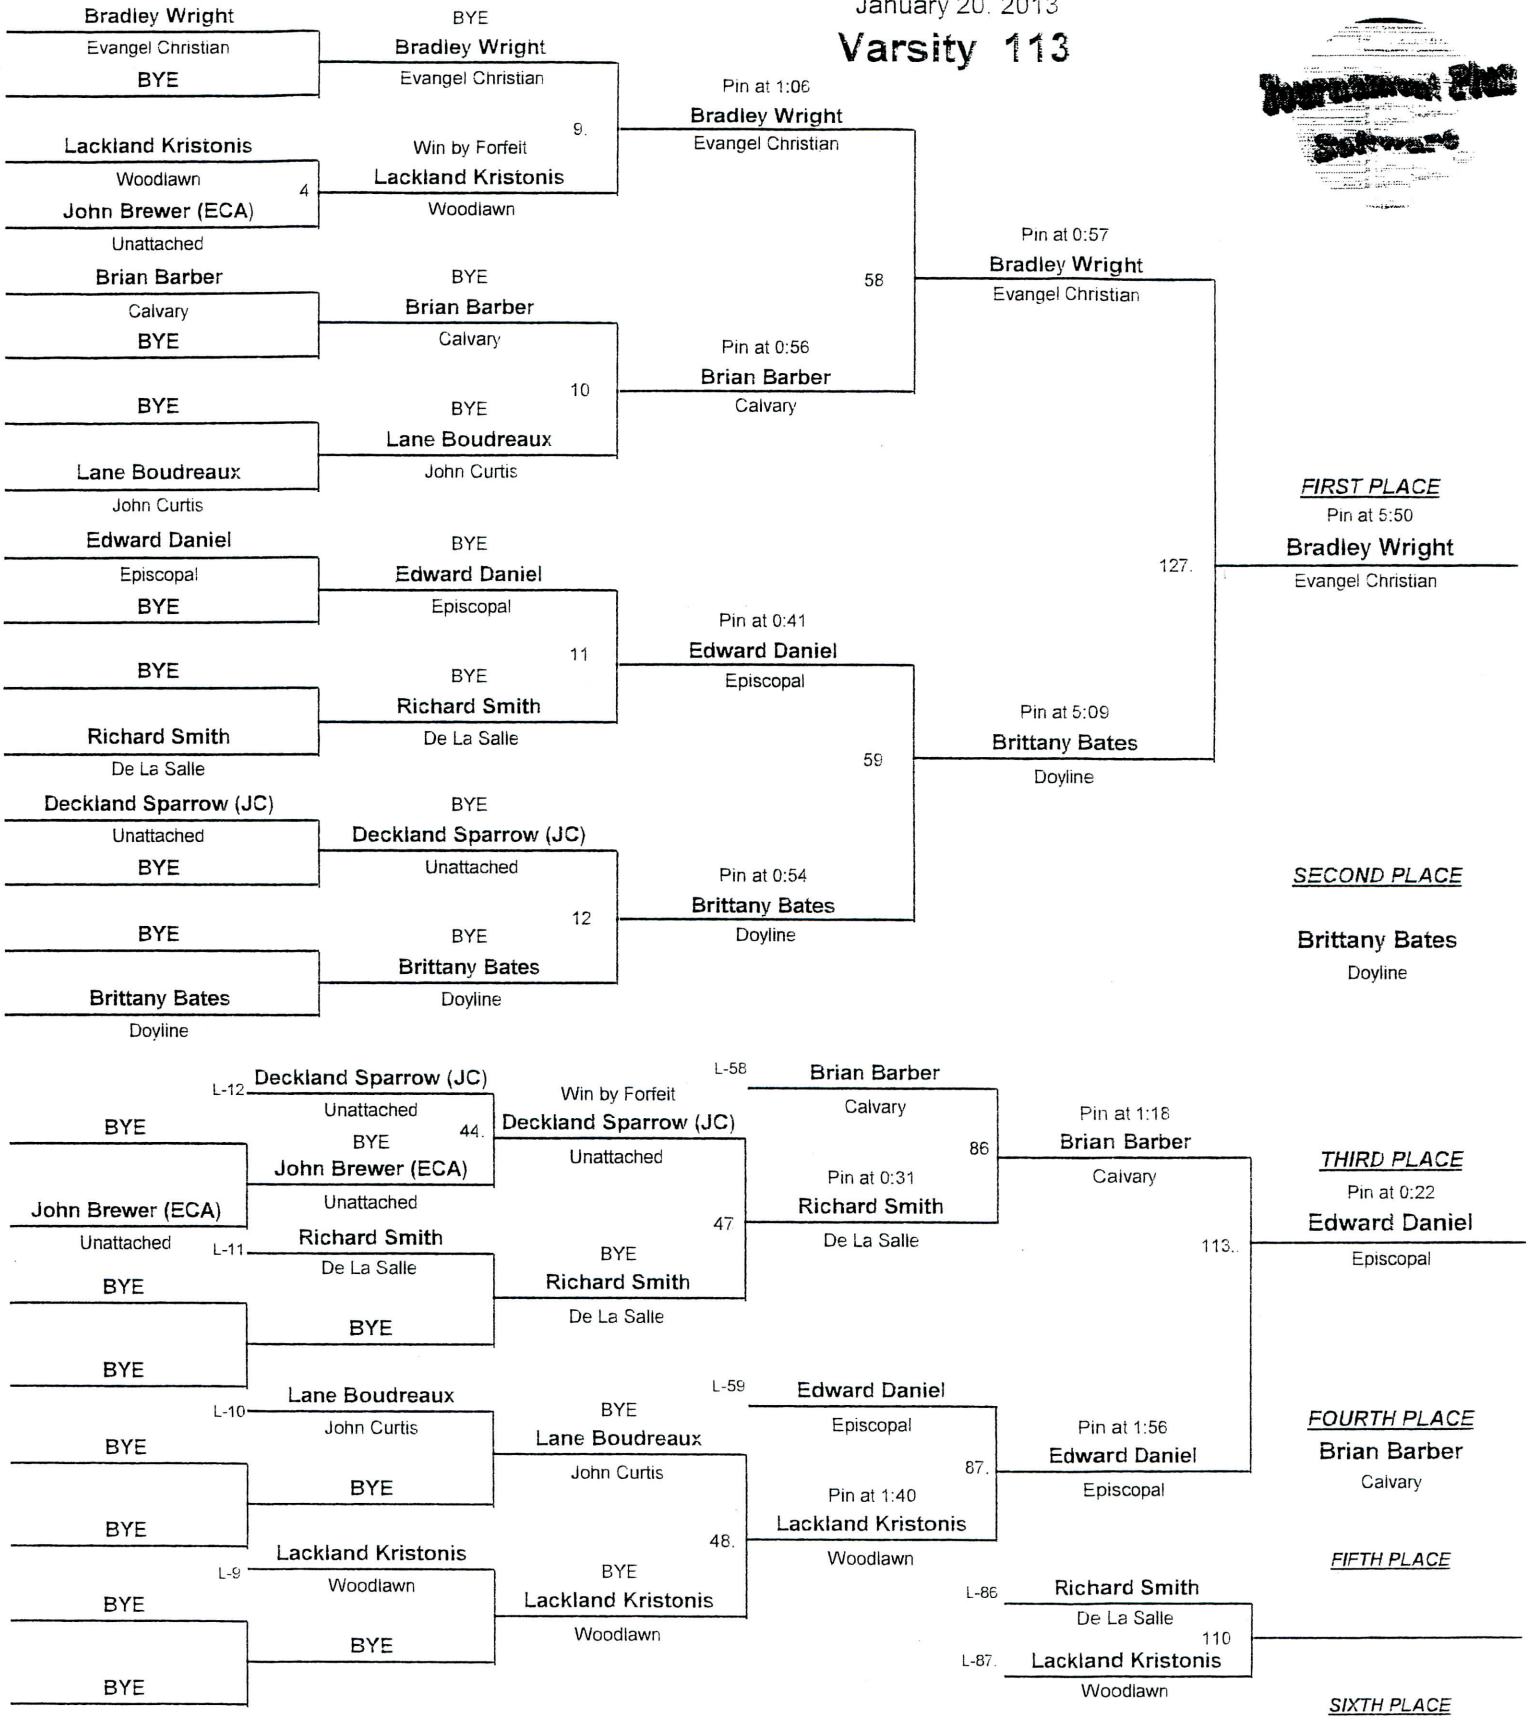 January 20. 2013
Varsity 113
Tournament Plus
Software
Bradley Wright
Evangel Christian
BYE
Lackland Kristonis
Woodlawn
4
John Brewer (ECA)
Unattached
Brian Barber
Calvary
BYE
BYE
Lane Boudreaux
John Curtis
Edward Daniel
Episcopal
BYE
BYE
Richard Smith
De La Salle
Deckland Sparrow (JC)
Unattached
BYE
BYE
Brittany Bates
Doyline
BYE
Bradley Wright
Evangel Christian
9.
Win by Forfeit
Lackland Kristonis
Woodlawn
BYE
Brian Barber
Calvary
10
BYE
Lane Boudreaux
John Curtis
BYE
Edward Daniel
Episcopal
11
BYE
Richard Smith
De La Salle
BYE
Deckland Sparrow (JC)
Unattached
12
BYE
Brittany Bates
Doyline
Pin at 1:06
Bradley Wright
Evangel Christian
58
Pin at 0:56
Brian Barber
Calvary
Pin at 0:41
Edward Daniel
Episcopal
59
Pin at 0:54
Brittany Bates
Doyline
Pin at 0:57
Bradley Wright
Evangel Christian
127.
Pin at 5:09
Brittany Bates
Doyline
FIRST PLACE
Pin at 5:50
Bradley Wright
Evangel Christian
SECOND PLACE
Brittany Bates
Doyline
BYE
John Brewer (ECA)
Unattached
BYE
BYE
BYE
BYE
BYE
BYE
L-12
Deckland Sparrow (JC)
Unattached
44.
BYE
John Brewer (ECA)
Unattached
L-11
Richard Smith
De La Salle
BYE
L-10
Lane Boudreaux
John Curtis
BYE
L-9
Lackland Kristonis
Woodlawn
BYE
Win by Forfeit
Deckland Sparrow (JC)
Unattached
47
BYE
Richard Smith
De La Salle
BYE
Lane Boudreaux
John Curtis
48.
BYE
Lackland Kristonis
Woodlawn
L-58
Brian Barber
Calvary
86
Pin at 0:31
Richard Smith
De La Salle
L-59
Edward Daniel
Episcopal
87.
Pin at 1:40
Lackland Kristonis
Woodlawn
Pin at 1:18
Brian Barber
Calvary
113..
Pin at 1:56
Edward Daniel
Episcopal
THIRD PLACE
Pin at 0:22
Edward Daniel
Episcopal
FOURTH PLACE
Brian Barber
Calvary
FIFTH PLACE
L-86
Richard Smith
De La Salle
110
L-87.
Lackland Kristonis
Woodlawn
SIXTH PLACE